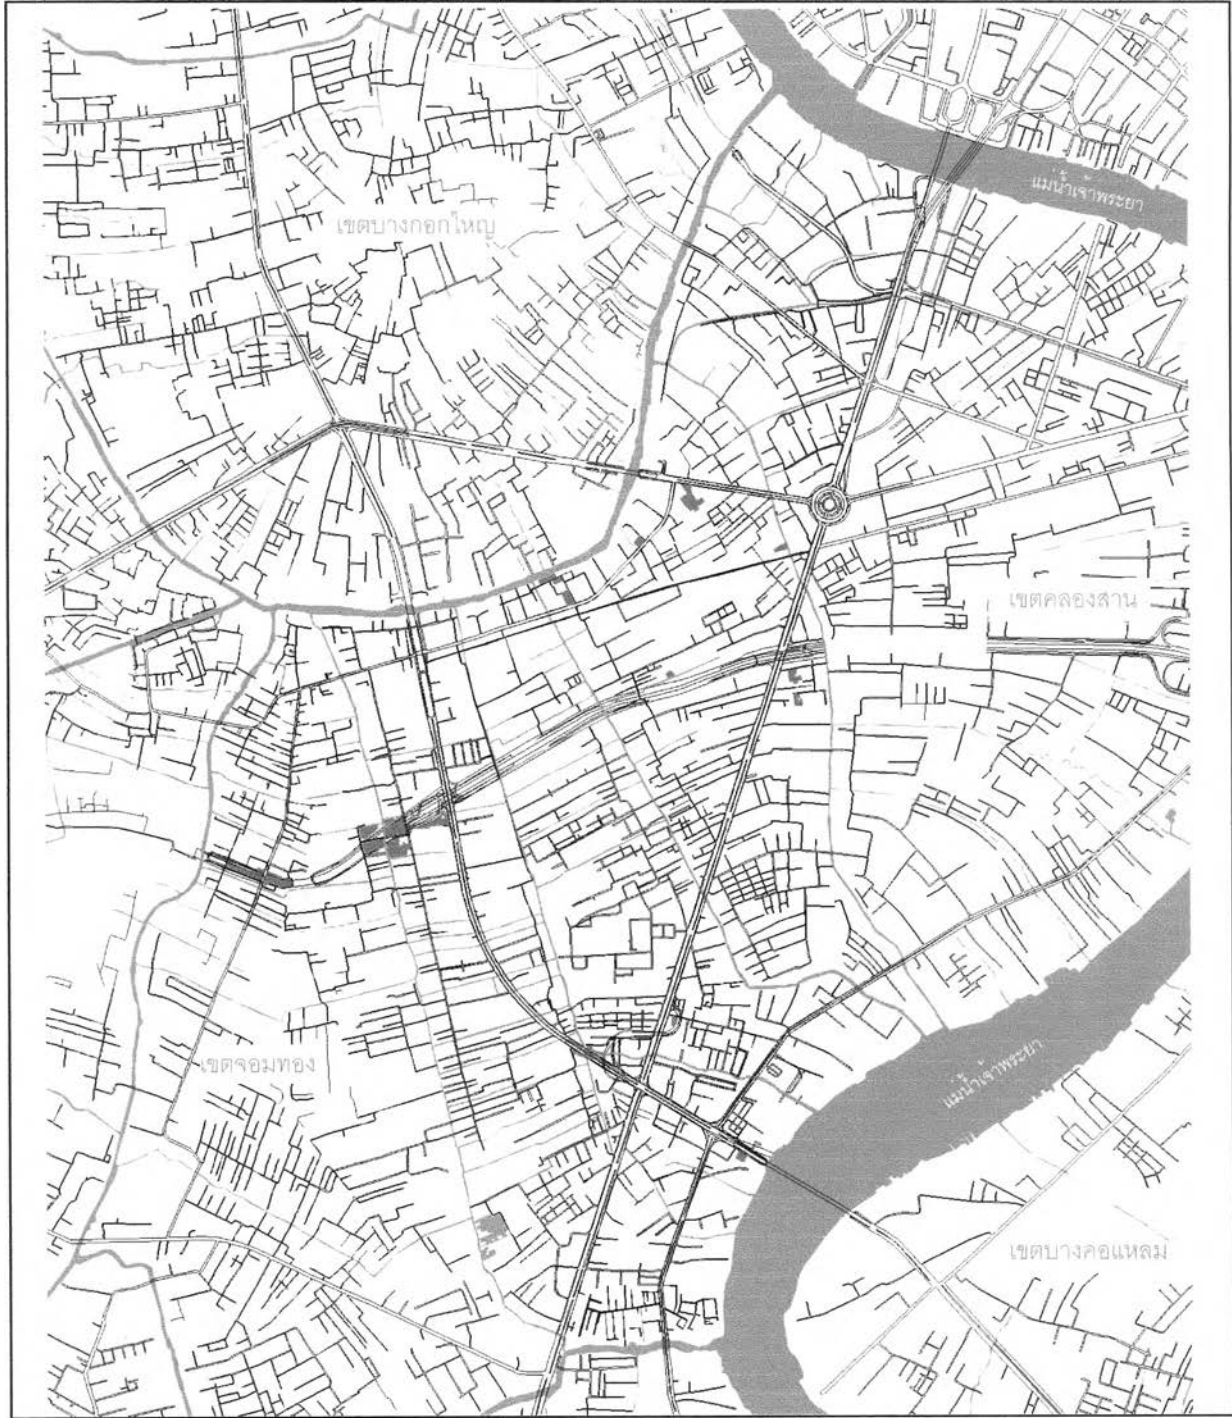 แม่น้ำเจ้าพระยา
เขตบางกอกใหญ่
เขตคลองสาน
เขตจอมทอง
แม่น้ำเจ้าพระยา
เขตบางคอแหลม